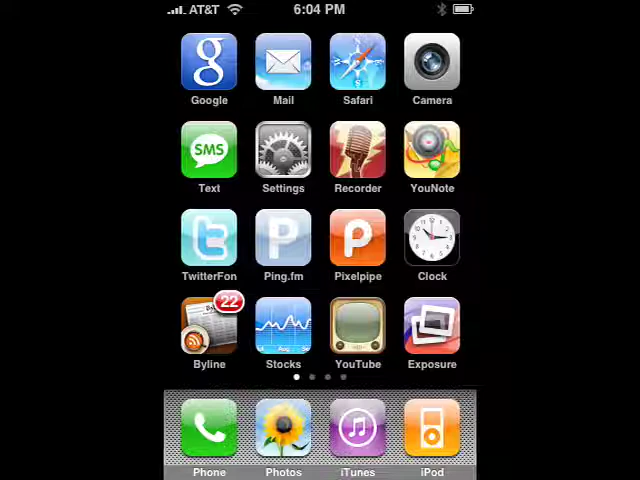 AT&T 6:04 PM
g
Google Mail Safari Camera
SMS
Text Settings Recorder YouNote
t P P
TwitterFon Ping.fm Pixelpipe Clock
22
Byline Stocks YouTube Exposure
Phone Photos iTunes iPod